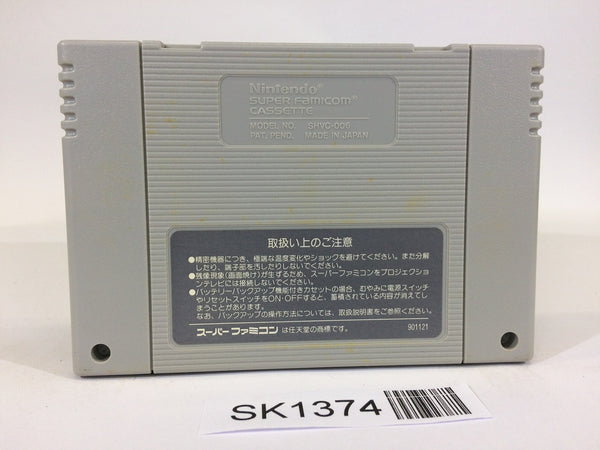 Nintendo®
SUPER FAMICOM®
CASSETTE
MODEL NO. SHVC-006
PAT. PEND. MADE IN JAPAN
取扱い上のご注意
●精密機器につき、極端な温度変化やショックを避けてください。また分解
したり、端子部を汚したりしないでください。
●残像現象(画面焼け)が生ずるため、スーパーファミコンをプロジェクショ
ンテレビには接続しないでください。
●バッテリーバックアップ機能付きカセットの場合、むやみに電源スイッチ
やリセットスイッチをON・OFFすると、蓄積されている内容が消えてし
まうことがあります。
なお、バックアップの操作方法については、取扱説明書をご参照ください。
スーパーファミコン は任天堂の商標です。
901121
SK1374